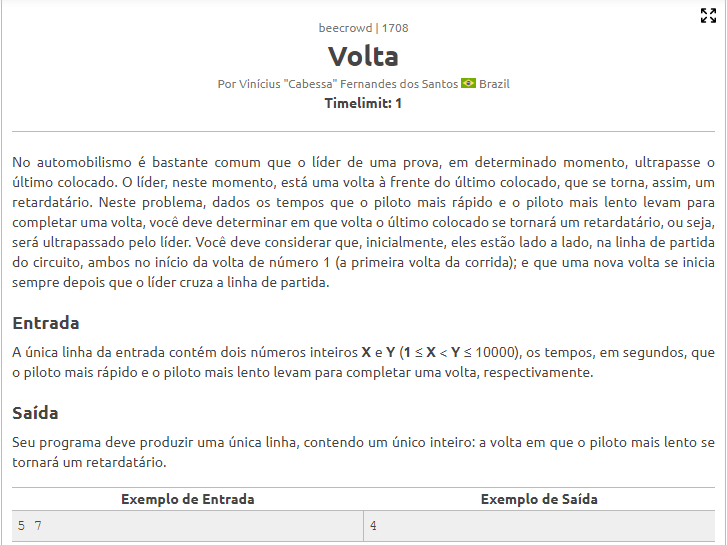 beecrowd | 1708
Volta
Por Vinícius "Cabessa" Fernandes dos Santos Brazil
Timelimit: 1
No automobilismo é bastante comum que o líder de uma prova, em determinado momento, ultrapasse o
último colocado. O líder, neste momento, está uma volta à frente do último colocado, que se torna, assim, um
retardatário. Neste problema, dados os tempos que o piloto mais rápido e o piloto mais lento levam para
completar uma volta, você deve determinar em que volta o último colocado se tornará um retardatário, ou seja,
será ultrapassado pelo líder. Você deve considerar que, inicialmente, eles estão lado a lado, na linha de partida
do circuito, ambos no início da volta de número 1 (a primeira volta da corrida); e que uma nova volta se inicia
sempre depois que o líder cruza a linha de partida.
Entrada
A única linha da entrada contém dois números inteiros X e Y (1 ≤ X < Y ≤ 10000), os tempos, em segundos, que
o piloto mais rápido e o piloto mais lento levam para completar uma volta, respectivamente.
Saída
Seu programa deve produzir uma única linha, contendo um único inteiro: a volta em que o piloto mais lento se
tornará um retardatário.
Exemplo de Entrada Exemplo de Saída
5 7 4